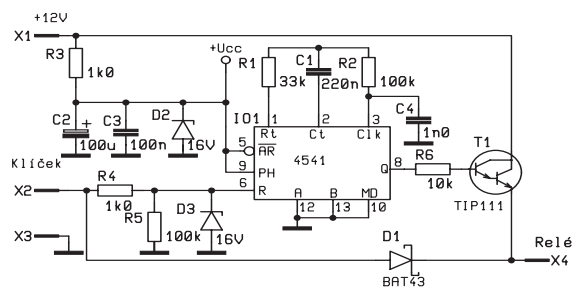 +12V
X1
R3
1k0
+Ucc
R1
33k
C1
220n
R2
100k
C2
+
100u
C3
100n
D2
16V
IO1
1
Rt
2
Ct
3
Clk
C4
1n0
5
AR
4541
9
PH
6
R
Q
8
R6
10k
T1
TIP111
A
12
B
13
MD
10
Klíček
X2
R4
1k0
R5
100k
D3
16V
X3
D1
BAT43
Relé
X4